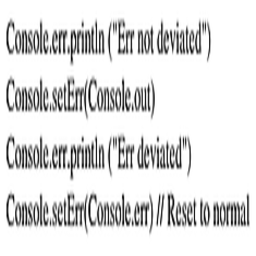 Console.err.println ("Err not deviated")
Console.setErr(Console.out)
Console.err.println ("Err deviated")
Console.setErr(Console.err) // Reset to normal